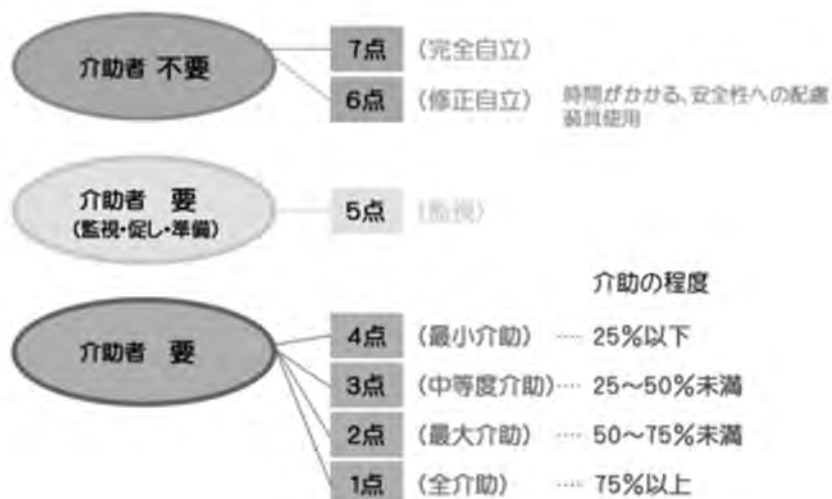 介助者 不要
7点 (完全自立)
6点 (修正自立) 時間がかかる、安全性への配慮
装具使用
介助者 要
(監視・促し・準備)
5点 (監視)
介助の程度
介助者 要
4点 (最小介助) ···· 25%以下
3点 (中等度介助)···· 25〜50%未満
2点 (最大介助) ···· 50〜75%未満
1点 (全介助) ···· 75%以上